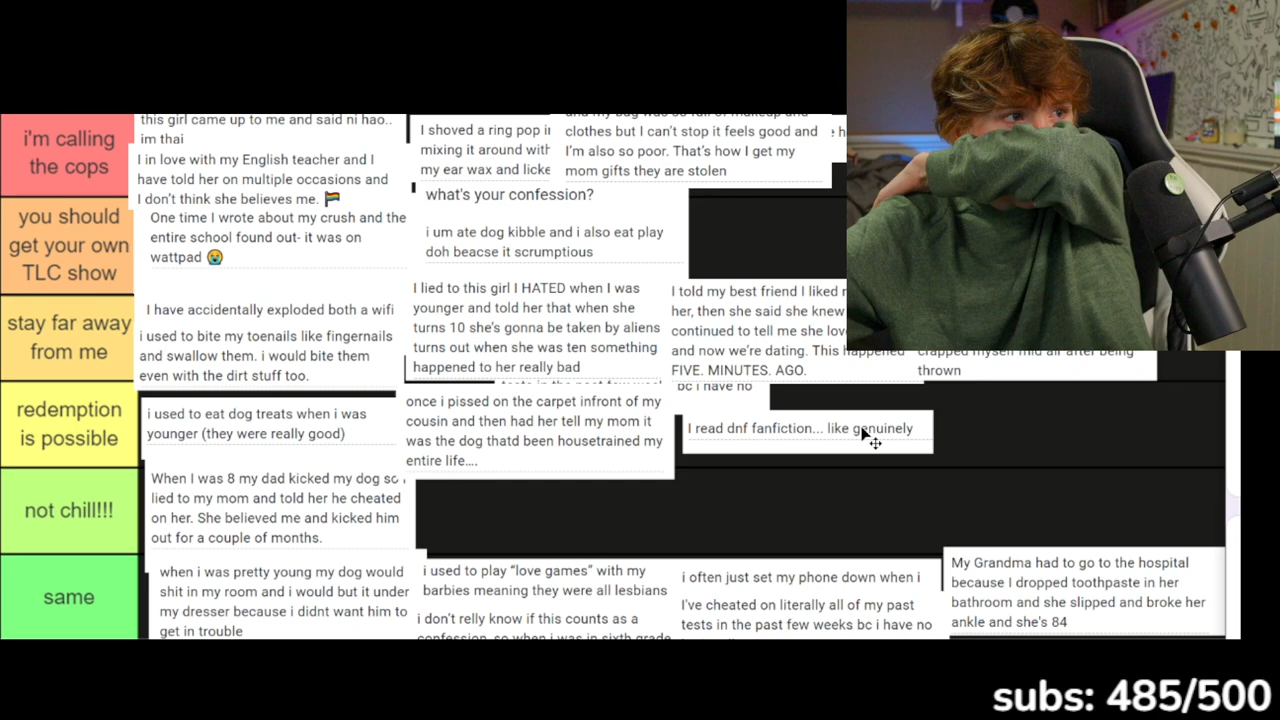 i'm calling
the cops
this girl came up to me and said ni hao..
im thai
I in love with my English teacher and I
have told her on multiple occasions and
I don't think she believes me. 🏳️‍🌈
I shoved a ring pop
mixing it around with
my ear wax and licke
clothes but I can't stop it feels good and
I'm also so poor. That's how I get my
mom gifts they are stolen
you should
get your own
TLC show
One time I wrote about my crush and the
entire school found out- it was on
wattpad 😭
what's your confession?
i um ate dog kibble and i also eat play
doh beacse it scrumptious
stay far away
from me
I have accidentally exploded both a wifi
i used to bite my toenails like fingernails
and swallow them. i would bite them
even with the dirt stuff too.
I lied to this girl I HATED when I was
younger and told her that when she
turns 10 she's gonna be taken by aliens
turns out when she was ten something
happened to her really bad
I told my best friend I liked
her, then she said she knew
continued to tell me she lov
and now we're dating. This happened
FIVE. MINUTES. AGO.
crapped myself mid air after being
thrown
redemption
is possible
i used to eat dog treats when i was
younger (they were really good)
once i pissed on the carpet infront of my
cousin and then had her tell my mom it
was the dog thatd been housetrained my
entire life....
bc i have no
I read dnf fanfiction... like genuinely
not chill!!!
When I was 8 my dad kicked my dog so
lied to my mom and told her he cheated
on her. She believed me and kicked him
out for a couple of months.
same
when i was pretty young my dog would
shit in my room and i would but it under
my dresser because i didnt want him to
get in trouble
i used to play “love games” with my
barbies meaning they were all lesbians
i don't relly know if this counts as a
confession, so when i was in sixth grade
i often just set my phone down when i
I've cheated on literally all of my past
tests in the past few weeks bc i have no
My Grandma had to go to the hospital
because I dropped toothpaste in her
bathroom and she slipped and broke her
ankle and she's 84
subs: 485/500